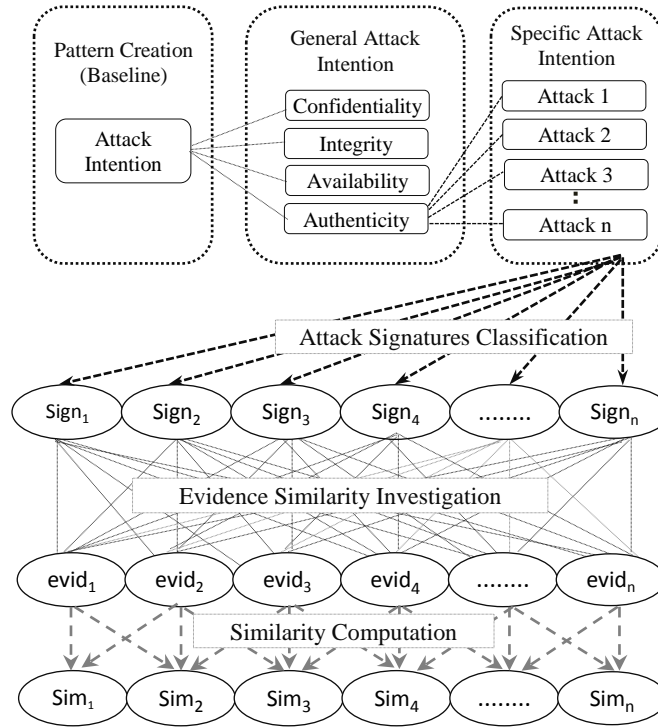 Pattern Creation
(Baseline)
Attack
Intention
General Attack
Intention
Confidentiality
Integrity
Availability
Authenticity
Specific Attack
Intention
Attack 1
Attack 2
Attack 3
⋮
Attack n
Attack Signatures Classification
Sign₁ Sign₂ Sign₃ Sign₄ ........ Signₙ
Evidence Similarity Investigation
evid₁ evid₂ evid₃ evid₄ ........ evidₙ
Similarity Computation
Sim₁ Sim₂ Sim₃ Sim₄ ........ Simₙ